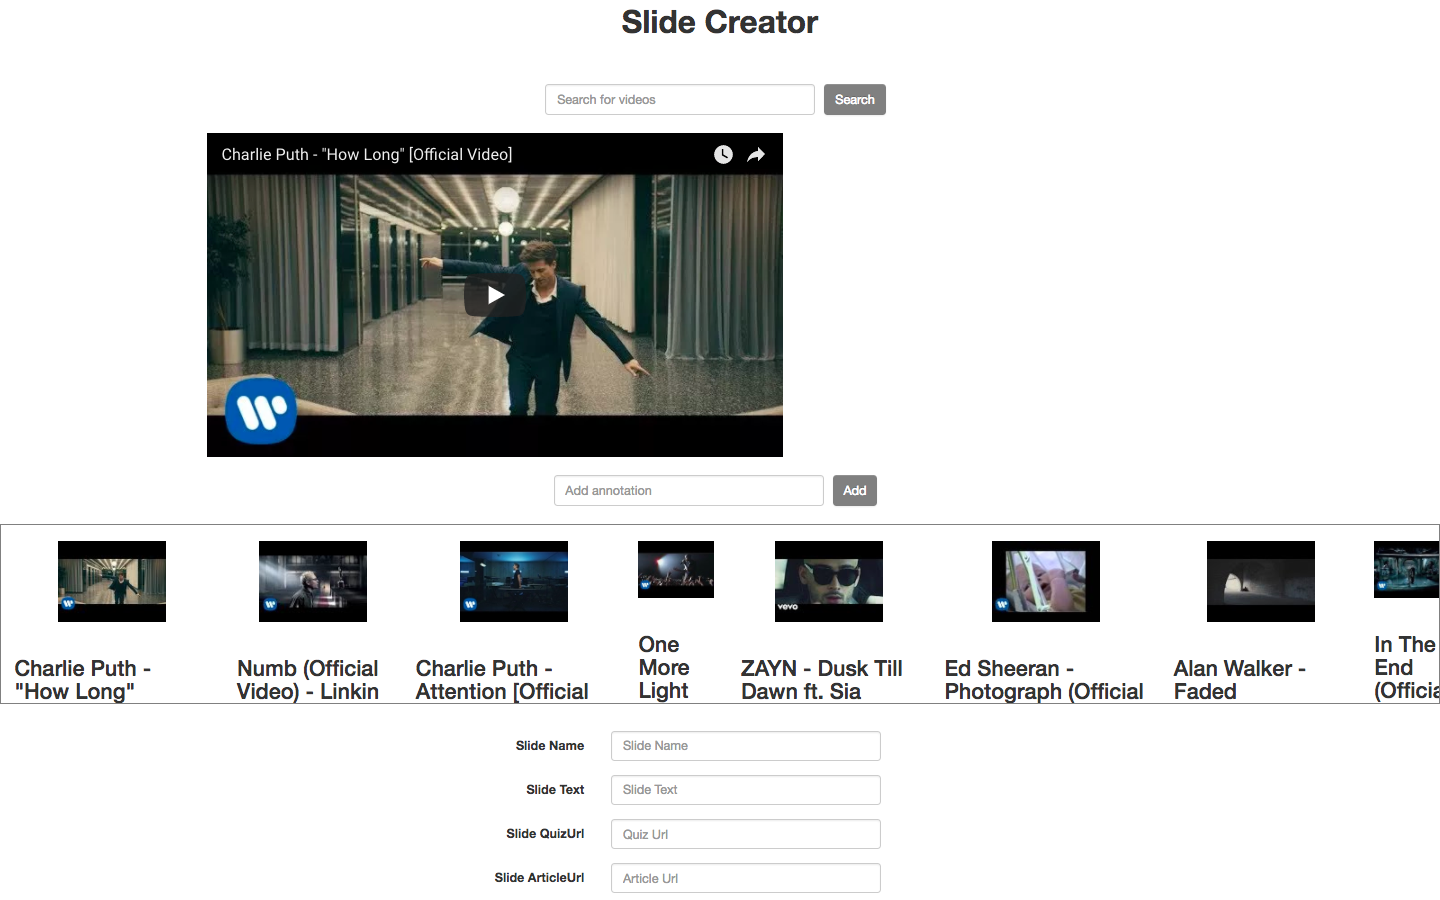 Slide Creator
Search for videos
Search
Charlie Puth - "How Long" [Official Video]
Add annotation
Add
vevo
Charlie Puth -
"How Long"
Numb (Official
Video) - Linkin
Charlie Puth -
Attention [Official
One
More
Light
ZAYN - Dusk Till
Dawn ft. Sia
Ed Sheeran -
Photograph (Official
Alan Walker -
Faded
In The
End
(Officia
Slide Name
Slide Name
Slide Text
Slide Text
Slide QuizUrl
Quiz Url
Slide ArticleUrl
Article Url